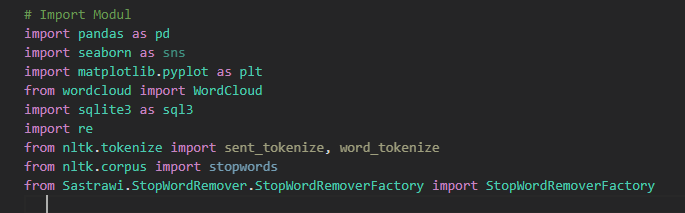 # Import Modul
import pandas as pd
import seaborn as sns
import matplotlib.pyplot as plt
from wordcloud import WordCloud
import sqlite3 as sql3
import re
from nltk.tokenize import sent_tokenize, word_tokenize
from nltk.corpus import stopwords
from Sastrawi.StopWordRemover.StopWordRemoverFactory import StopWordRemoverFactory